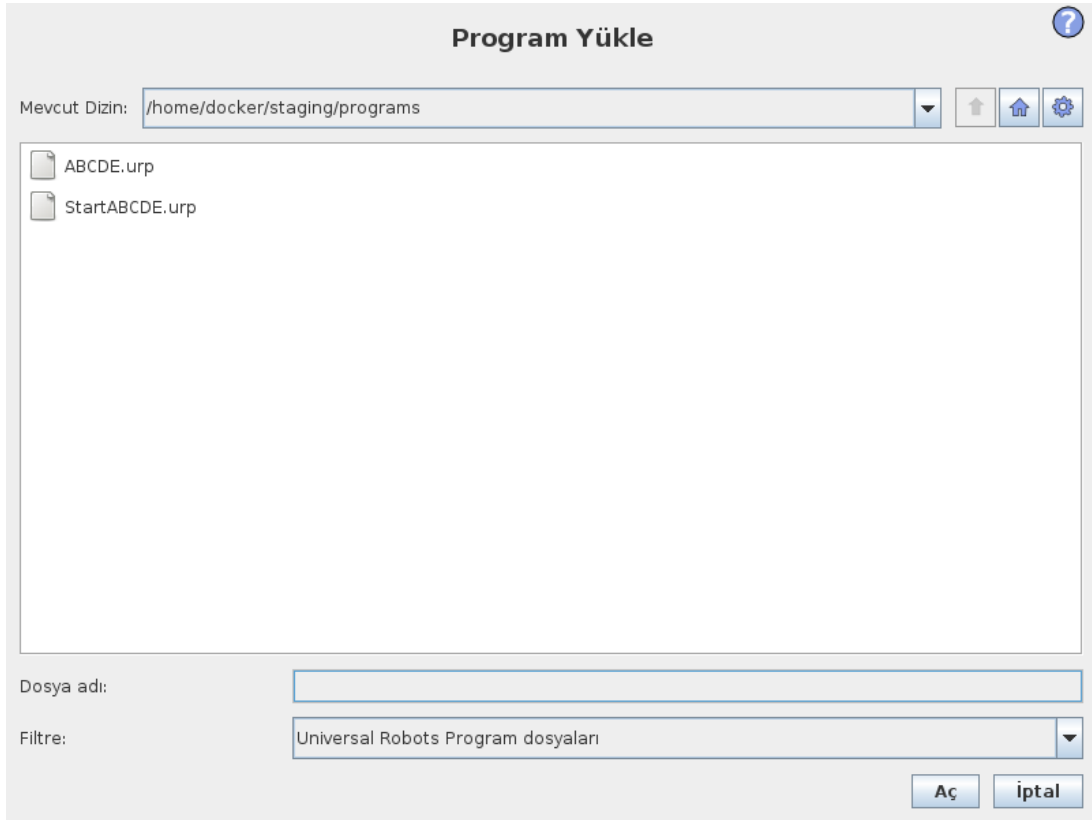 Program Yükle
?
Mevcut Dizin: /home/docker/staging/programs
ABCDE.urp
StartABCDE.urp
Dosya adı:
Filtre: Universal Robots Program dosyaları
Aç İptal